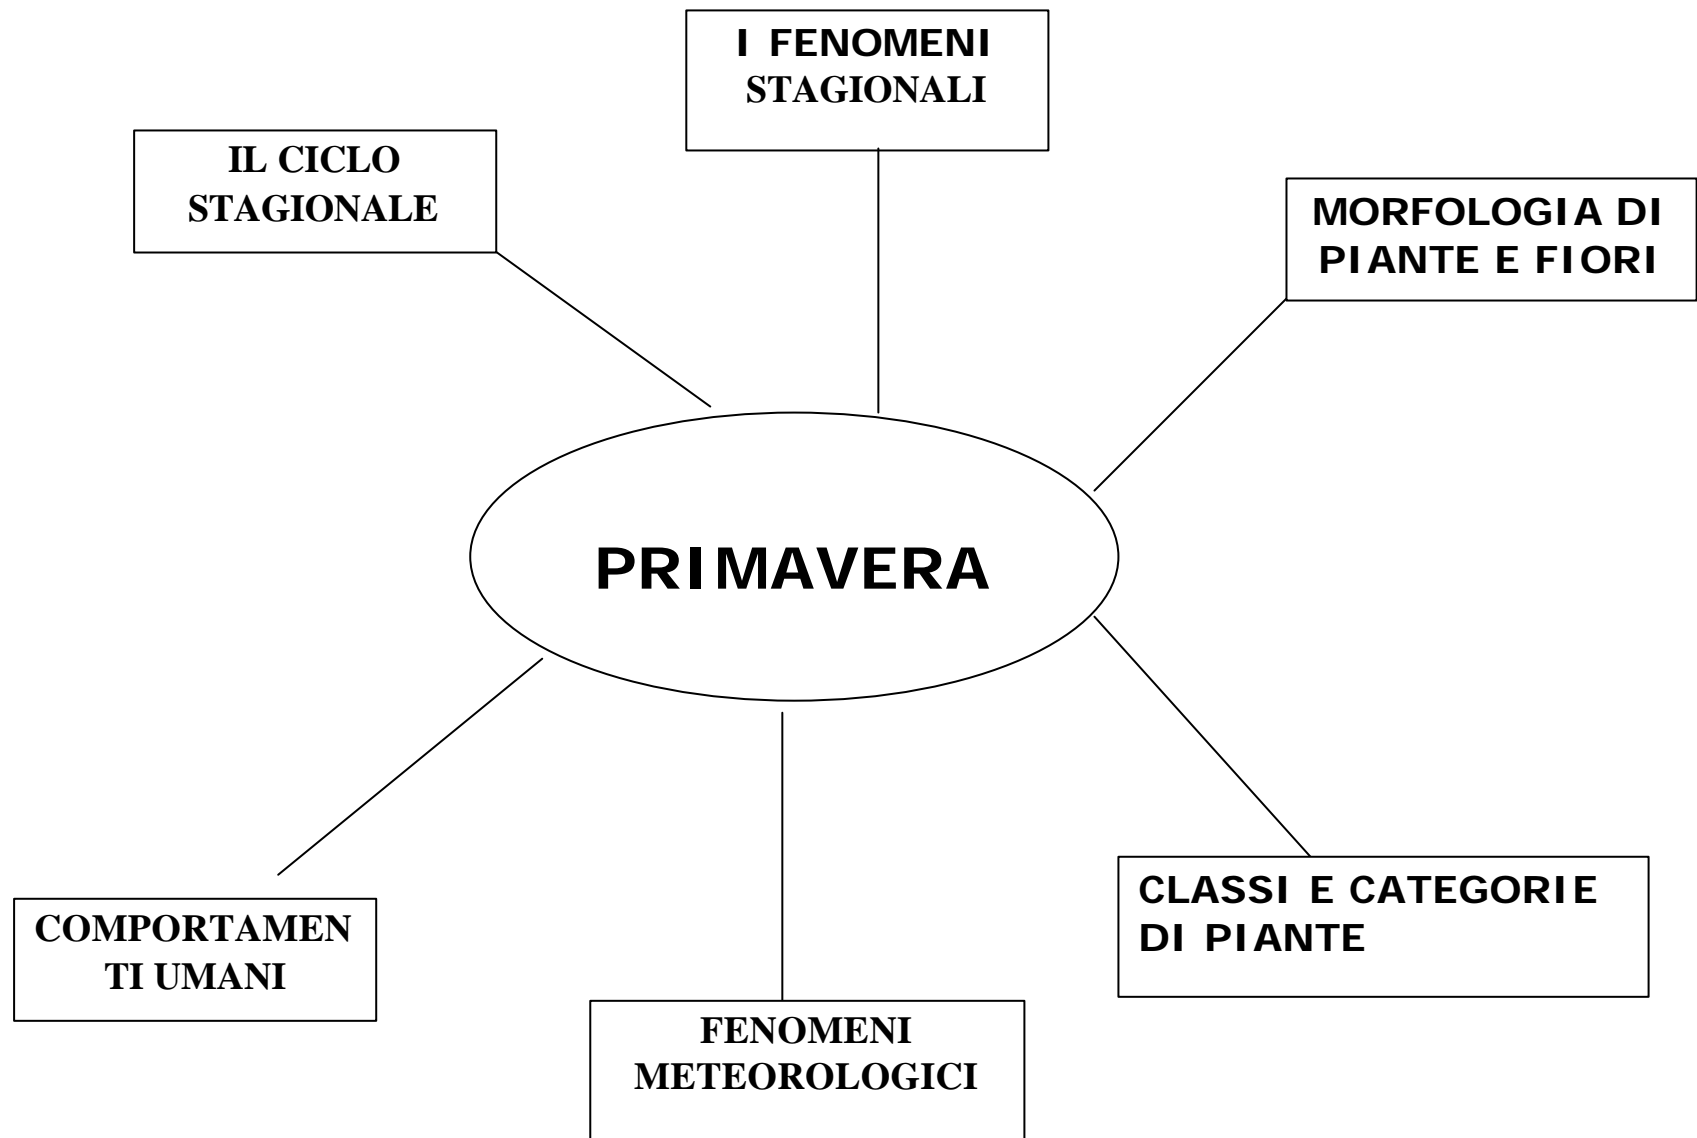 I FENOMENI
STAGIONALI
IL CICLO
STAGIONALE
MORFOLOGIA DI
PIANTE E FIORI
PRIMAVERA
COMPORTAMEN
TI UMANI
CLASSI E CATEGORIE
DI PIANTE
FENOMENI
METEOROLOGICI